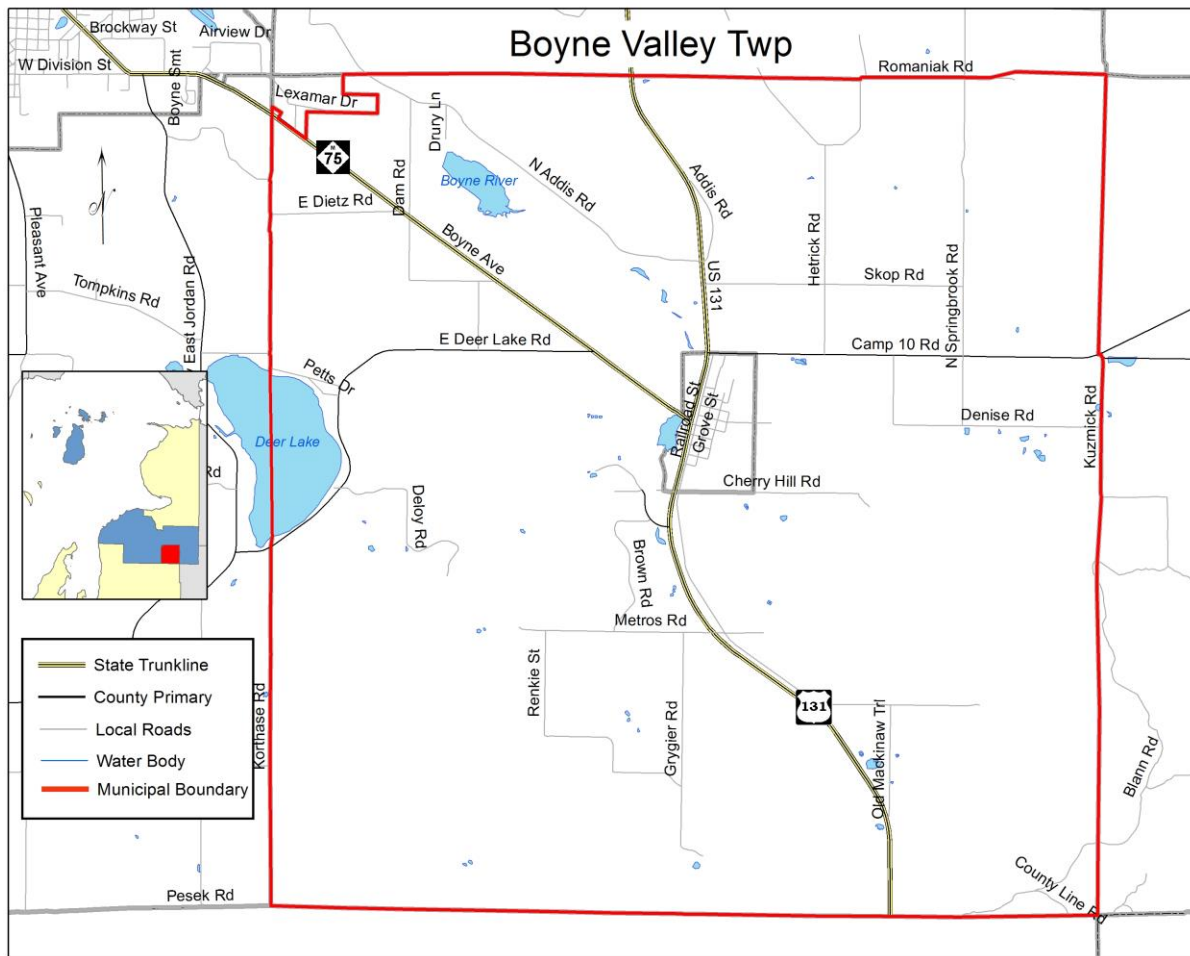 Boyne Valley Twp
Brockway St
Airview Dr
W Division St
Boyne Smt
Romaniak Rd
Lexamar Dr
M
75
Drury Ln
Dam Rd
Boyne River
N Addis Rd
Addis Rd
E Dietz Rd
Boyne Ave
Pleasant Ave
Tompkins Rd
East Jordan Rd
US 131
Hetrick Rd
Skop Rd
N Springbrook Rd
E Deer Lake Rd
Camp 10 Rd
Petts Dr
Railroad St
Grove St
Denise Rd
Kuzmick Rd
Deer Lake
Rd
Cherry Hill Rd
Deloy Rd
Brown Rd
Metros Rd
Renkie St
Grygier Rd
131
Old Mackinaw Trl
Blann Rd
Korthase Rd
State Trunkline
County Primary
Local Roads
Water Body
Municipal Boundary
Pesek Rd
County Line Rd